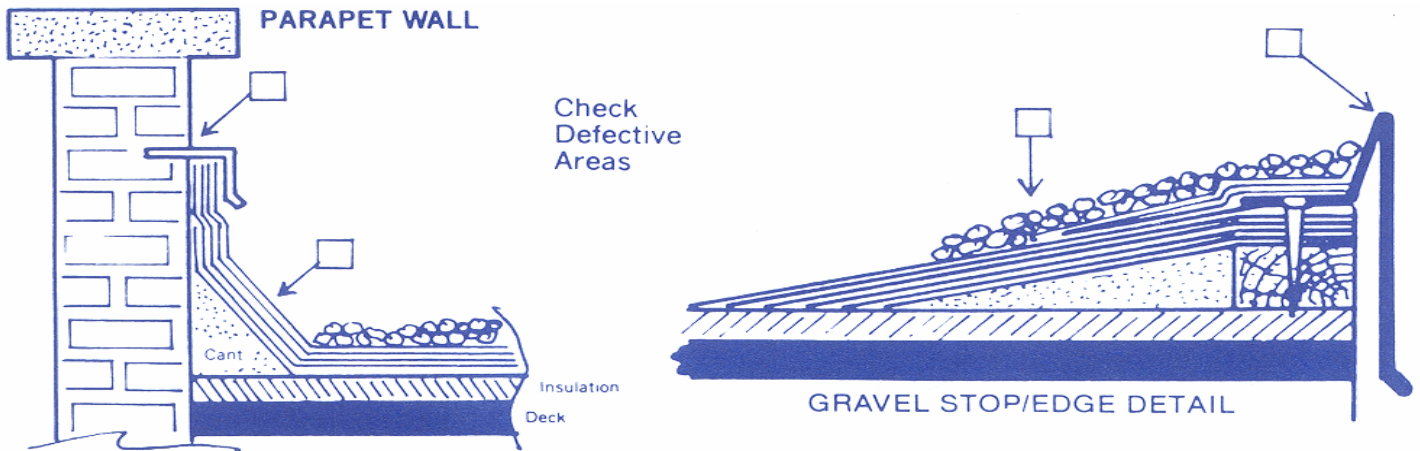 PARAPET WALL
Check
Defective
Areas
Cant
Insulation
Deck
GRAVEL STOP/EDGE DETAIL